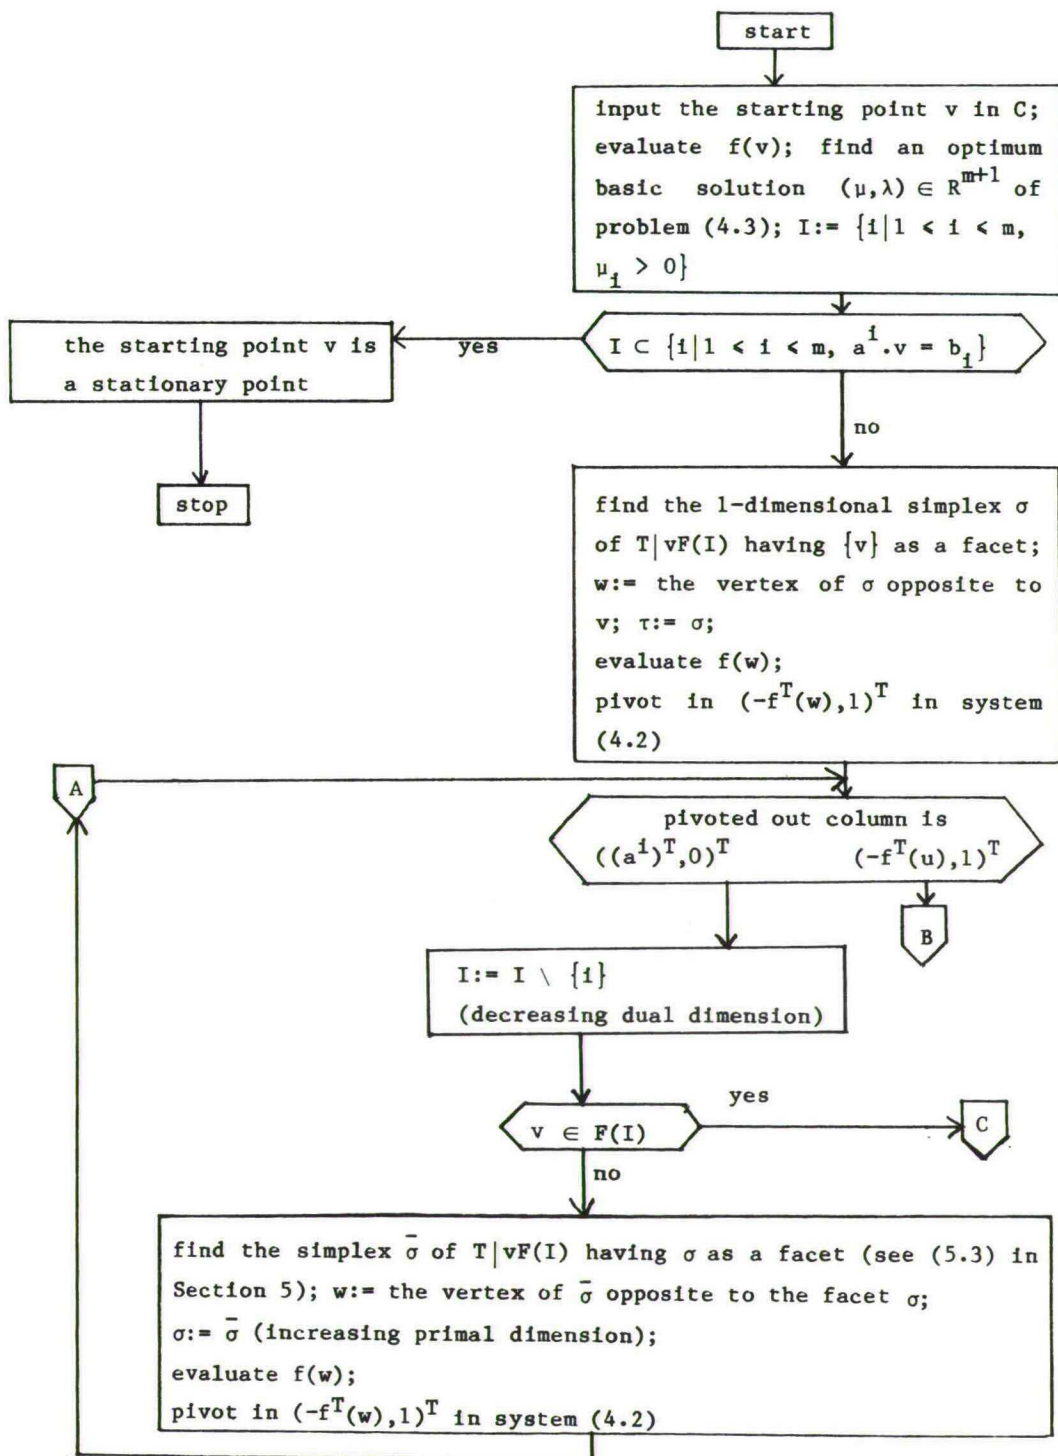 start
input the starting point v in C;
evaluate f(v); find an optimum
basic solution (μ,λ) ∈ R^{m+1} of
problem (4.3); I:= {i|1 < i < m,
μ_i > 0}
I ⊂ {i|1 < i < m, a^i.v = b_i}
yes
the starting point v is
a stationary point
stop
no
find the 1-dimensional simplex σ
of T|vF(I) having {v} as a facet;
w:= the vertex of σ opposite to
v; τ:= σ;
evaluate f(w);
pivot in (-f^T(w),1)^T in system
(4.2)
A
pivoted out column is
((a^i)^T,0)^T (-f^T(u),1)^T
B
I:= I \ {i}
(decreasing dual dimension)
v ∈ F(I)
yes
C
no
find the simplex σ̄ of T|vF(I) having σ as a facet (see (5.3) in
Section 5); w:= the vertex of σ̄ opposite to the facet σ;
σ:= σ̄ (increasing primal dimension);
evaluate f(w);
pivot in (-f^T(w),1)^T in system (4.2)